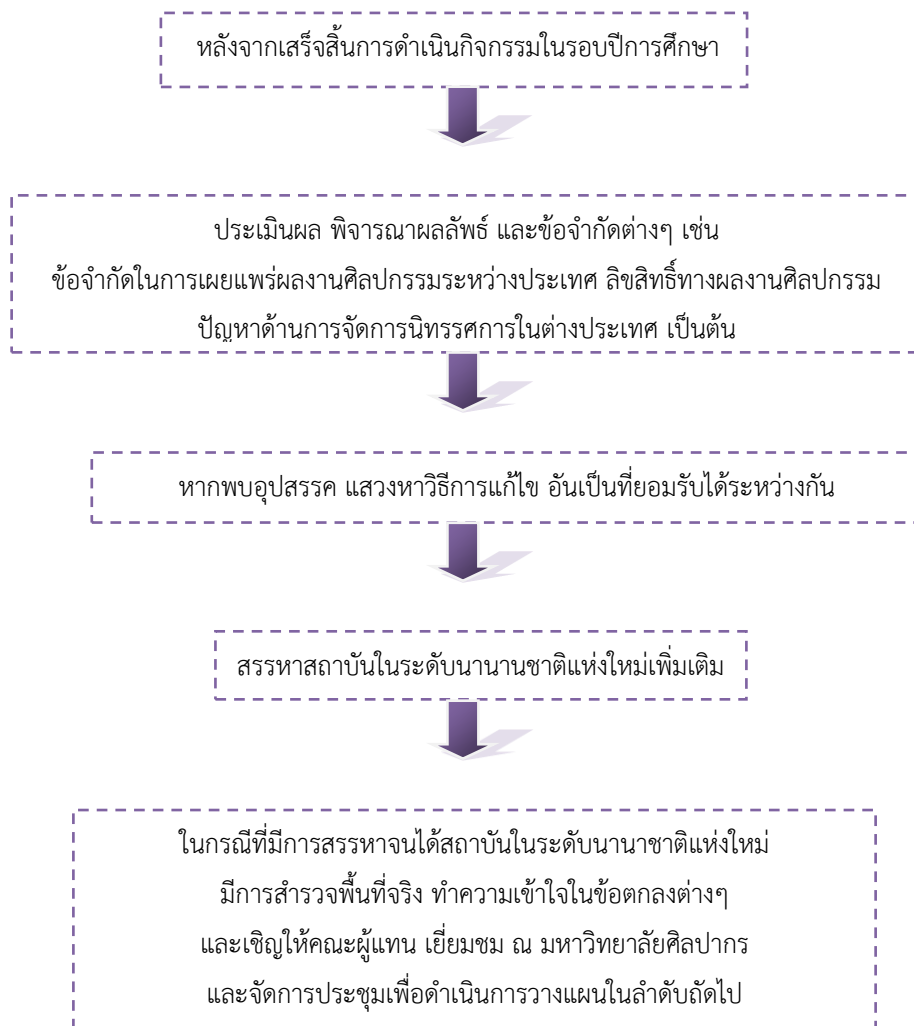 หลังจากเสร็จสิ้นการดำเนินกิจกรรมในรอบปีการศึกษา
ประเมินผล พิจารณาผลลัพธ์ และข้อจำกัดต่างๆ เช่น
ข้อจำกัดในการเผยแพร่ผลงานศิลปกรรมระหว่างประเทศ ลิขสิทธิ์ทางผลงานศิลปกรรม
ปัญหาด้านการจัดการนิทรรศการในต่างประเทศ เป็นต้น
หากพบอุปสรรค แสวงหาวิธีการแก้ไข อันเป็นที่ยอมรับได้ระหว่างกัน
สรรหาสถาบันในระดับนานานชาติแห่งใหม่เพิ่มเติม
ในกรณีที่มีการสรรหาจนได้สถาบันในระดับนานาชาติแห่งใหม่
มีการสำรวจพื้นที่จริง ทำความเข้าใจในข้อตกลงต่างๆ
และเชิญให้คณะผู้แทน เยี่ยมชม ณ มหาวิทยาลัยศิลปากร
และจัดการประชุมเพื่อดำเนินการวางแผนในลำดับถัดไป